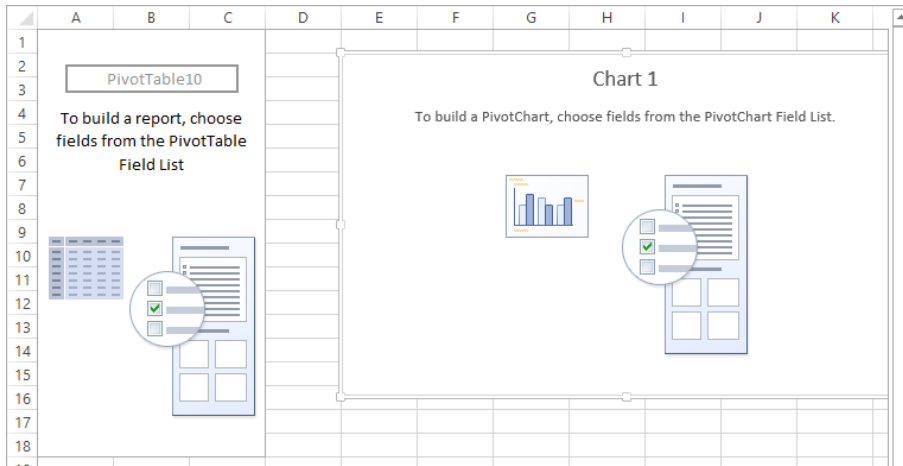 A B C D E F G H I J K
1
2
3
4
5
6
7
8
9
10
11
12
13
14
15
16
17
18
PivotTable10
To build a report, choose
fields from the PivotTable
Field List
Chart 1
To build a PivotChart, choose fields from the PivotChart Field List.